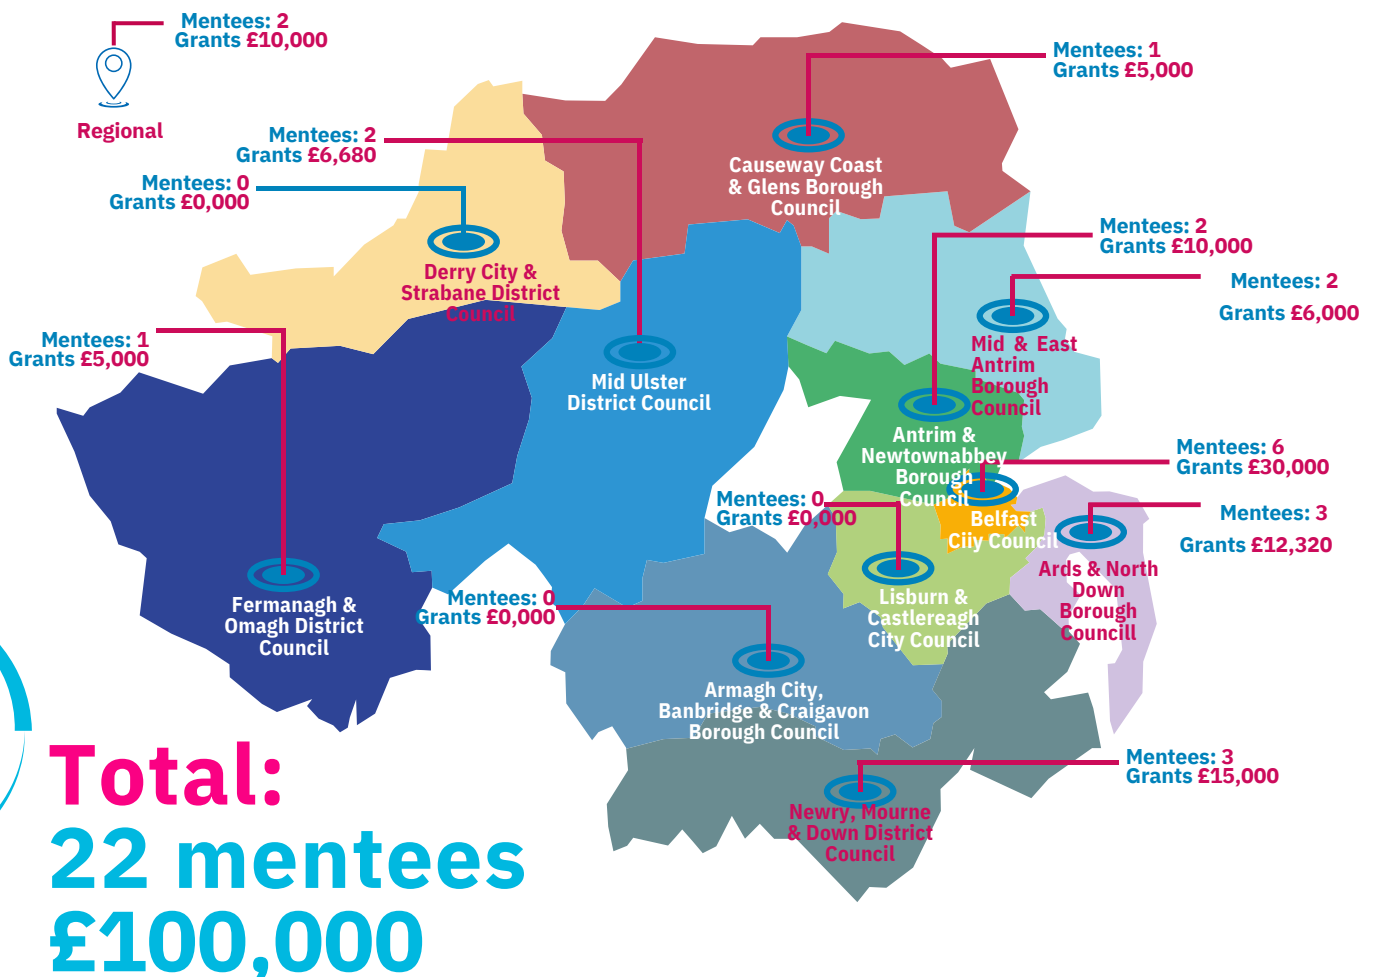 Mentees: 2
Grants £10,000
Regional
Mentees: 1
Grants £5,000
Mentees: 2
Grants £6,680
Mentees: 0
Grants £0,000
Causeway Coast
& Glens Borough
Council
Mentees: 2
Grants £10,000
Derry City &
Strabane District
Council
Mentees: 2
Grants £6,000
Mentees: 1
Grants £5,000
Mid & East
Antrim
Borough
Council
Mid Ulster
District Council
Antrim &
Newtownabbey
Borough
Council
Mentees: 6
Grants £30,000
Mentees: 0
Grants £0,000
Belfast
Ciiy Council
Mentees: 3
Grants £12,320
Ards & North
Down
Borough
Councill
Fermanagh &
Omagh District
Council
Mentees: 0
Grants £0,000
Lisburn &
Castlereagh
City Council
Armagh City,
Banbridge & Craigavon
Borough Council
Mentees: 3
Grants £15,000
Newry, Mourne
& Down District
Council
Total:
22 mentees
£100,000